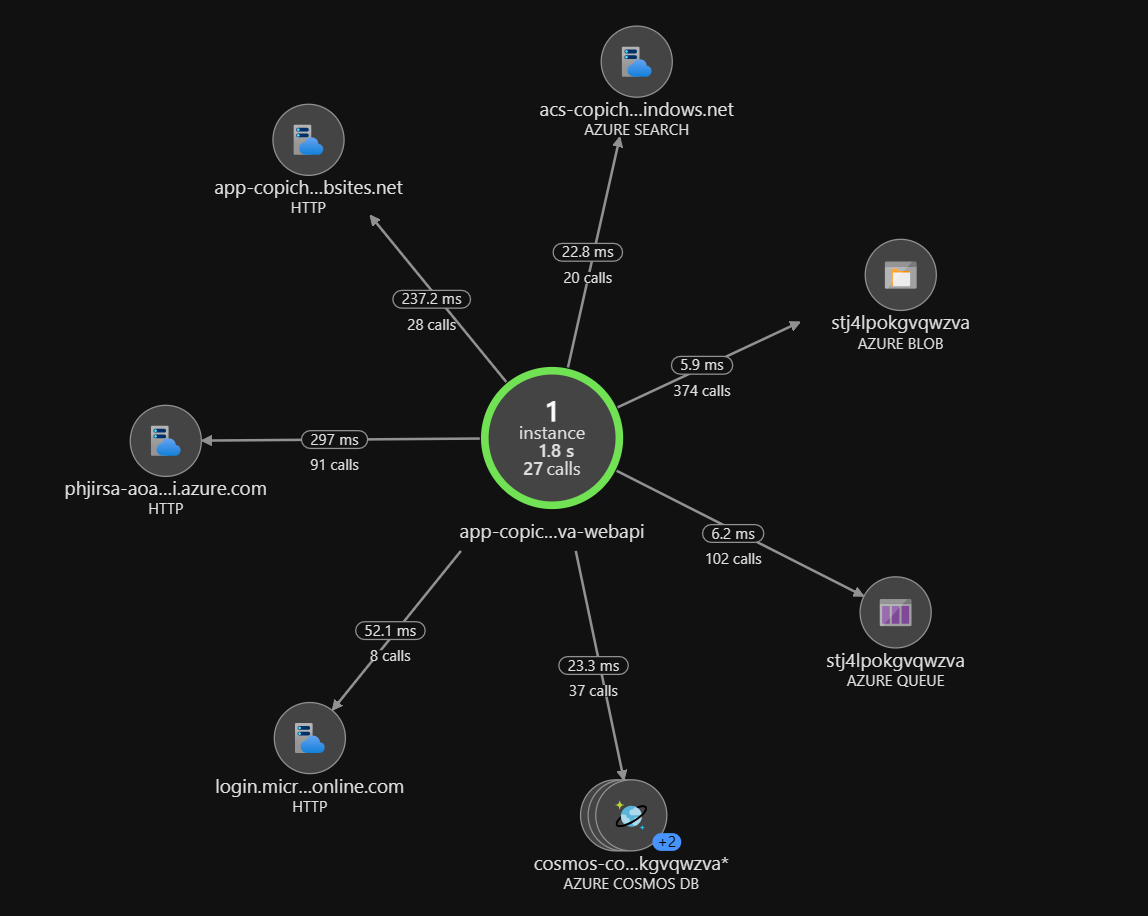 acs-copich...indows.net
AZURE SEARCH
app-copich...bsites.net
HTTP
22.8 ms
20 calls
237.2 ms
28 calls
stj4lpokgvqwzva
AZURE BLOB
5.9 ms
374 calls
1
instance
1.8 s
27 calls
297 ms
91 calls
phjirsa-aoa...i.azure.com
HTTP
app-copic...va-webapi
6.2 ms
102 calls
52.1 ms
8 calls
23.3 ms
37 calls
stj4lpokgvqwzva
AZURE QUEUE
login.micr...online.com
HTTP
+2
cosmos-co...kgvqwzva*
AZURE COSMOS DB